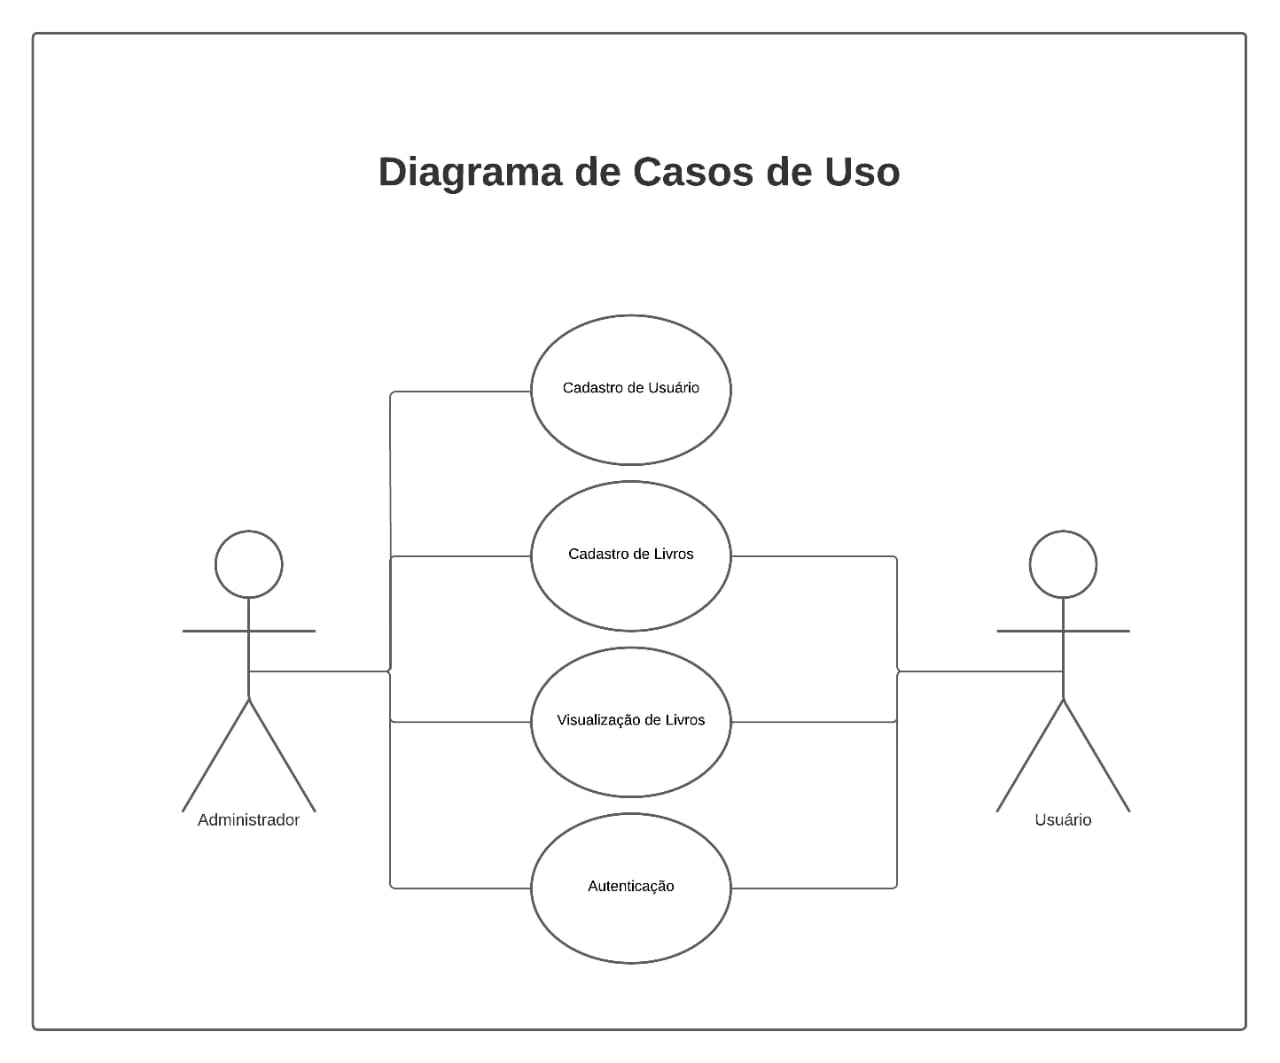 Diagrama de Casos de Uso
Cadastro de Usuário
Cadastro de Livros
Visualização de Livros
Administrador
Usuário
Autenticação